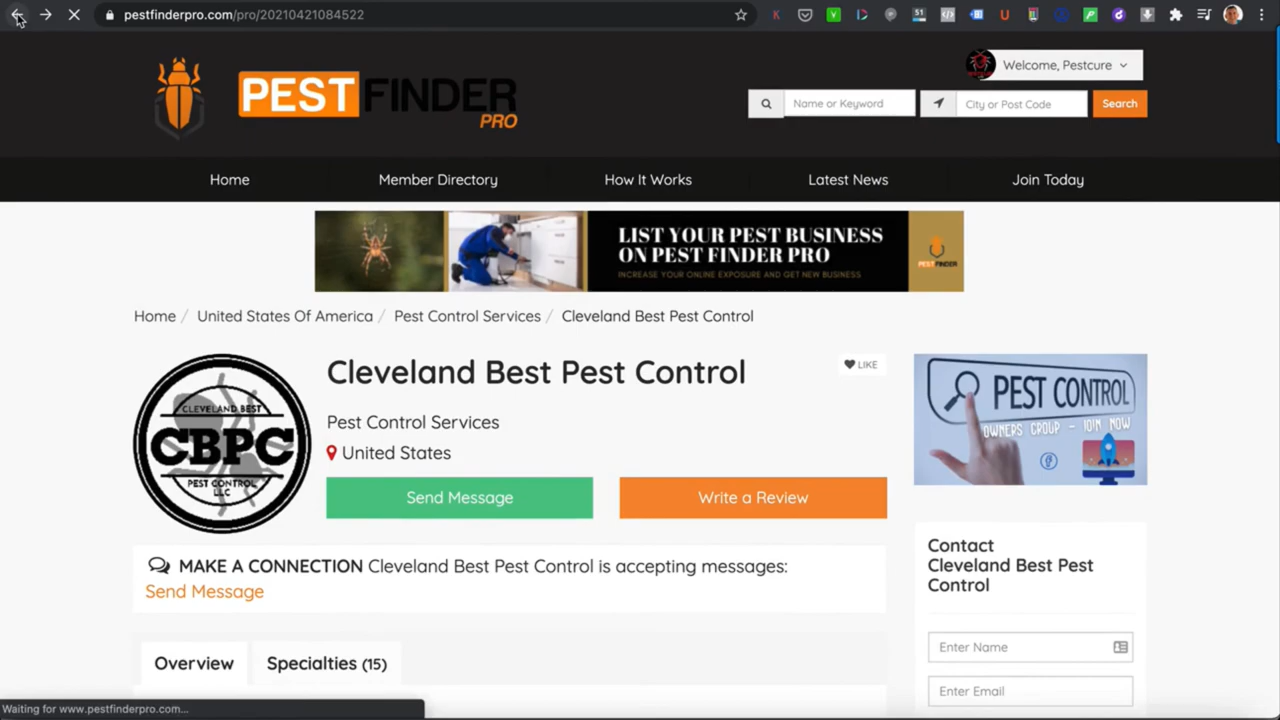 pestfinderpro.com/pro/20210421084522
51
PEST FINDER
PRO
Welcome, Pestcure
Name or Keyword
City or Post Code
Search
Home
Member Directory
How It Works
Latest News
Join Today
LIST YOUR PEST BUSINESS
ON PEST FINDER PRO
INCREASE YOUR ONLINE EXPOSURE AND GET NEW BUSINESS
PESTFINDER
Home / United States Of America / Pest Control Services / Cleveland Best Pest Control
CLEVELAND BEST
CBPC
PEST CONTROL
LLC
Cleveland Best Pest Control
LIKE
Pest Control Services
United States
Send Message
Write a Review
PEST CONTROL
OWNERS GROUP - JOIN NOW
MAKE A CONNECTION Cleveland Best Pest Control is accepting messages:
Send Message
Contact
Cleveland Best Pest
Control
Enter Name
Enter Email
Overview
Specialties (15)
Waiting for www.pestfinderpro.com...